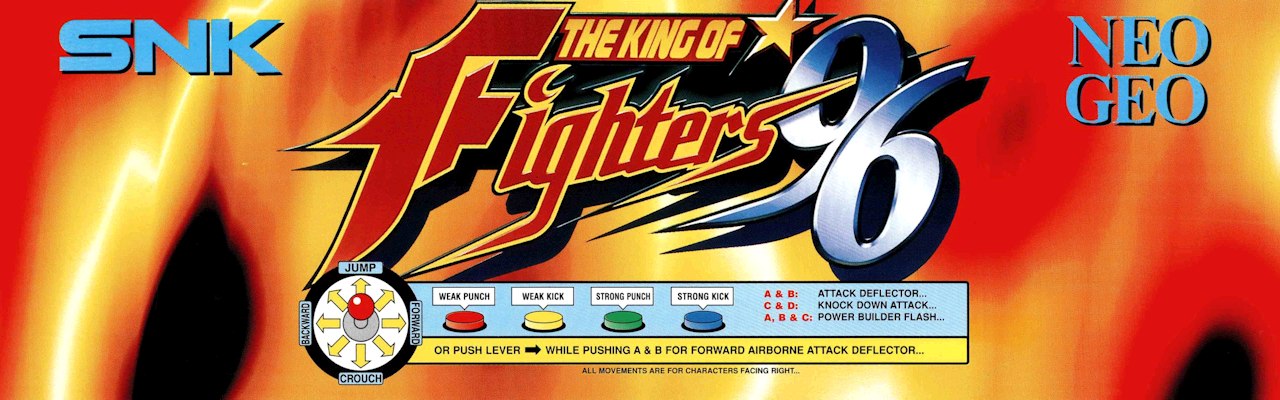 SNK
THE KING OF
Fighters '96
NEO
GEO
JUMP
BACKWARD
FORWARD
CROUCH
WEAK PUNCH
WEAK KICK
STRONG PUNCH
STRONG KICK
A & B: ATTACK DEFLECTOR...
C & D: KNOCK DOWN ATTACK...
A, B & C: POWER BUILDER FLASH...
OR PUSH LEVER ➡ WHILE PUSHING A & B FOR FORWARD AIRBORNE ATTACK DEFLECTOR...
ALL MOVEMENTS ARE FOR CHARACTERS FACING RIGHT...